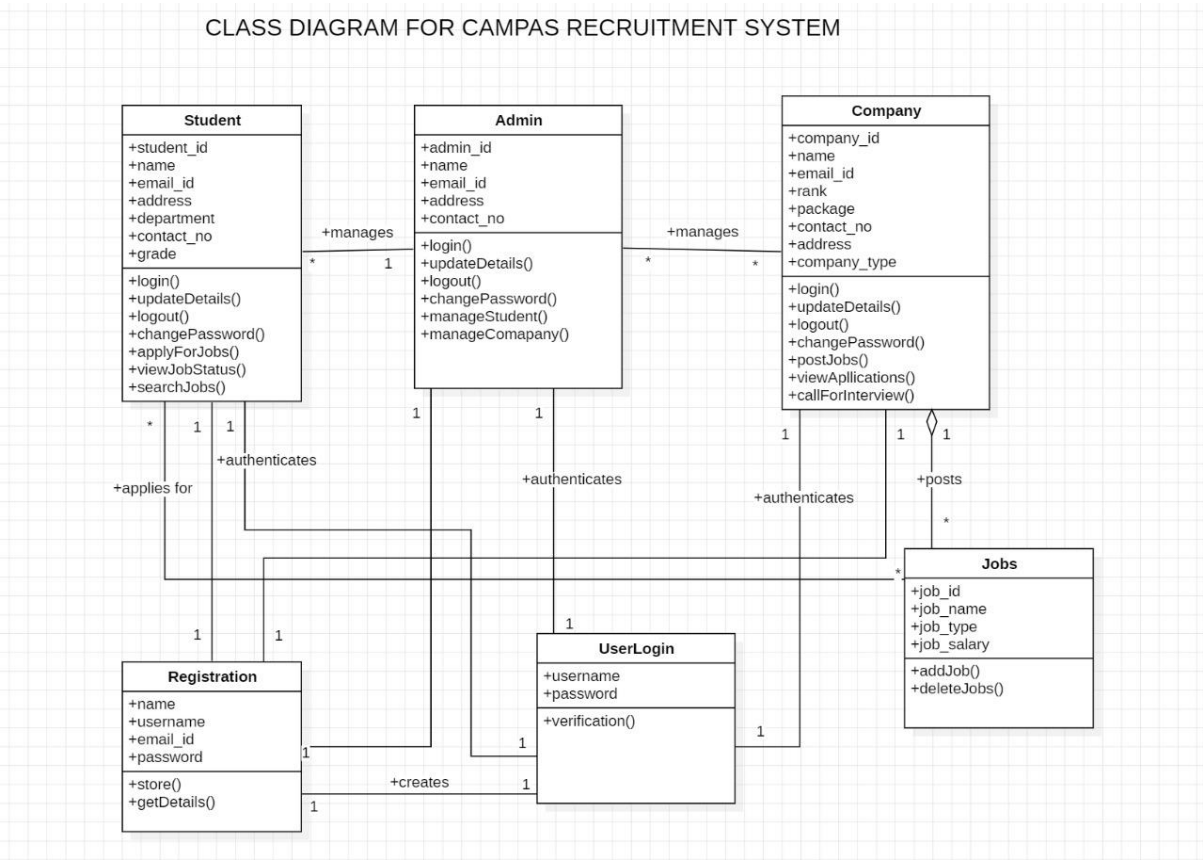 CLASS DIAGRAM FOR CAMPAS RECRUITMENT SYSTEM
Student
+student_id
+name
+email_id
+address
+department
+contact_no
+grade
+login()
+updateDetails()
+logout()
+changePassword()
+applyForJobs()
+viewJobStatus()
+searchJobs()
+manages
*
1
Admin
+admin_id
+name
+email_id
+address
+contact_no
+login()
+updateDetails()
+logout()
+changePassword()
+manageStudent()
+manageComapany()
+manages
*
*
Company
+company_id
+name
+email_id
+rank
+package
+contact_no
+address
+company_type
+login()
+updateDetails()
+logout()
+changePassword()
+postJobs()
+viewApllications()
+callForInterview()
*
1
1
+authenticates
+applies for
1
1
+authenticates
1
+authenticates
1
1
+posts
*
*
Jobs
+job_id
+job_name
+job_type
+job_salary
+addJob()
+deleteJobs()
1
1
Registration
+name
+username
+email_id
+password
+store()
+getDetails()
1
+creates
1
1
1
1
UserLogin
+username
+password
+verification()
1